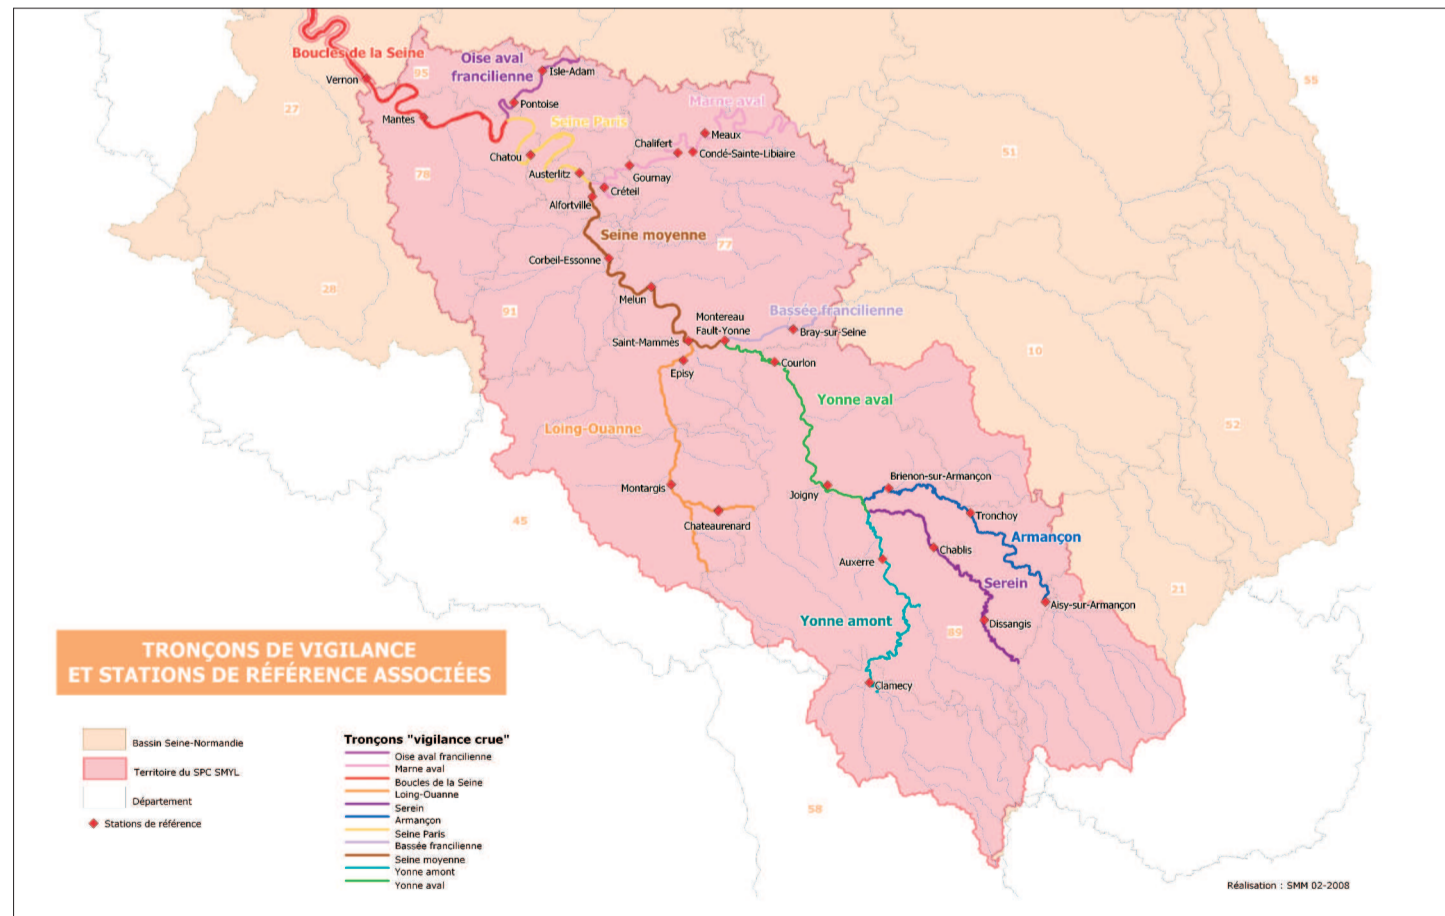 Boucles de la Seine
Vernon
95
Oise aval
francilienne
Isle-Adam
55
27
Pontoise
Mantes
Seine Paris
Marne aval
Meaux
Chalifert
Condé-Sainte-Libiaire
51
Chatou
78
Austerlitz
Gournay
Créteil
Alfortville
Seine moyenne
77
Corbeil-Essonne
28
Melun
91
Bassée francilienne
Montereau
Fault-Yonne
Bray-sur-Seine
Saint-Mammès
10
Episy
Courlon
Yonne aval
Loing-Ouanne
52
Montargis
Joigny
Brienon-sur-Armançon
Chateaurenard
Tronchoy
45
Armançon
Chablis
Auxerre
Serein
21
Aisy-sur-Armançon
Yonne amont
Dissangis
89
Clamecy
58
TRONÇONS DE VIGILANCE
ET STATIONS DE RÉFÉRENCE ASSOCIÉES
Bassin Seine-Normandie
Territoire du SPC SMYL
Département
Stations de référence
Tronçons "vigilance crue"
Oise aval francilienne
Marne aval
Boucles de la Seine
Loing-Ouanne
Serein
Armançon
Seine Paris
Bassée francilienne
Seine moyenne
Yonne amont
Yonne aval
Réalisation : SMM 02-2008